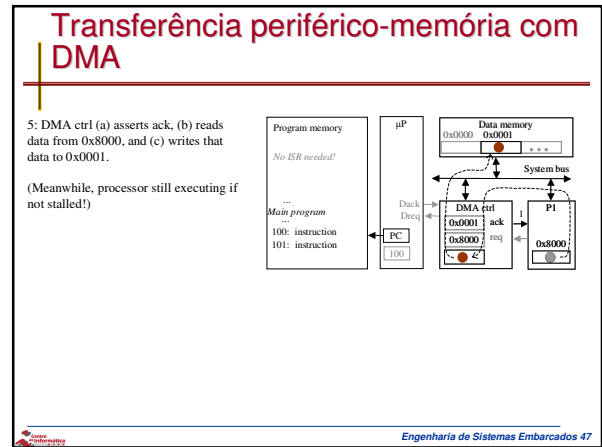 Transferência periférico-memória com
DMA
5: DMA ctrl (a) asserts ack, (b) reads
data from 0x8000, and (c) writes that
data to 0x0001.
(Meanwhile, processor still executing if
not stalled!)
Program memory
No ISR needed!
...
Main program
...
100: instruction
101: instruction
μP
Dack
Dreq
PC
100
Data memory
0x0000 0x0001
...
System bus
DMA ctrl
0x0001 ack
0x8000 req
1
P1
0x8000
Centro
de Informática
Engenharia de Sistemas Embarcados 47